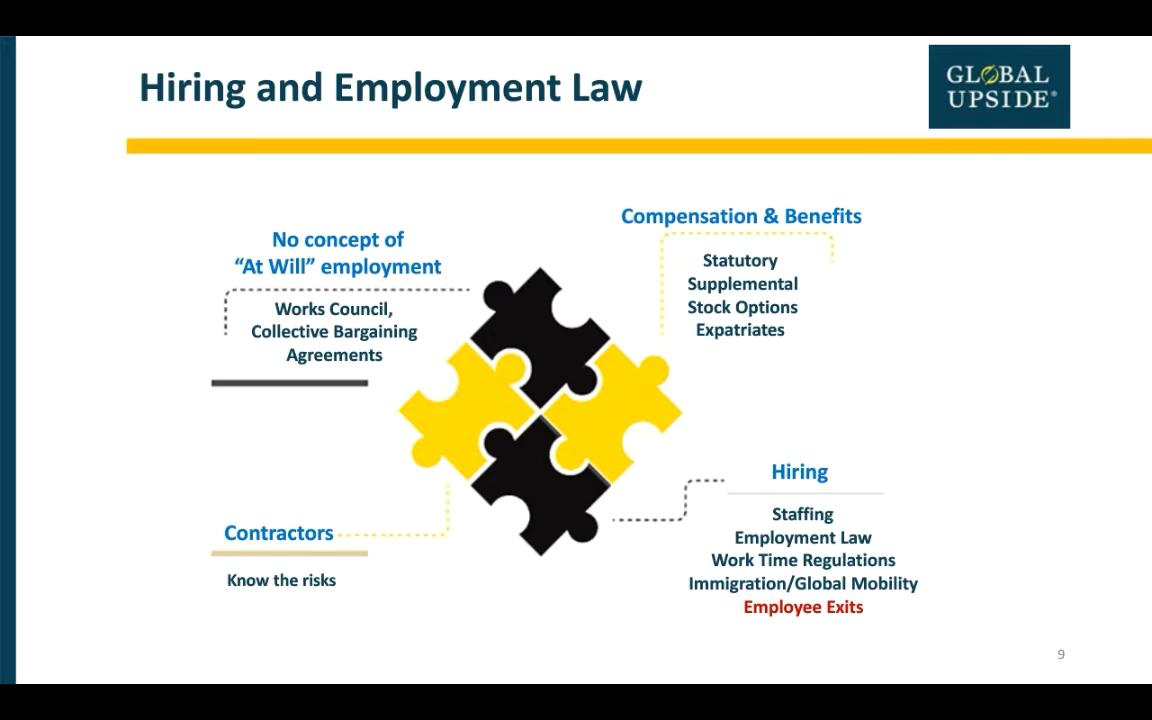 Hiring and Employment Law
GLOBAL
UPSIDE®
No concept of
“At Will” employment
Works Council,
Collective Bargaining
Agreements
Compensation & Benefits
Statutory
Supplemental
Stock Options
Expatriates
Contractors
Know the risks
Hiring
Staffing
Employment Law
Work Time Regulations
Immigration/Global Mobility
Employee Exits
9